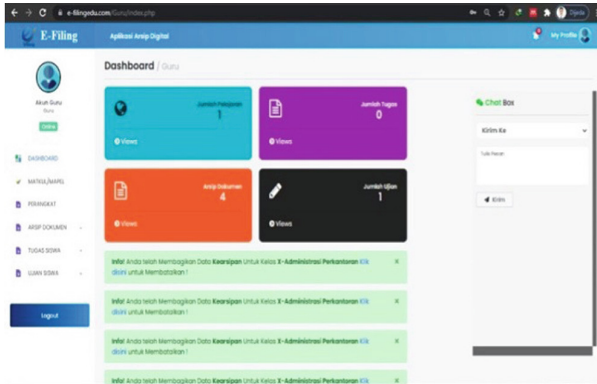 e-filingedu.com/Guru/index.php
E-Filing
Aplikasi Arsip Digital
My Profile
Dashboard / Guru
Akun Guru
Guru
Online
DASHBOARD
MATKUL/MAPEL
PERANGKAT
ARSIP DOKUMEN
TUGAS SISWA
UJIAN SISWA
Logout
Jumlah Pelajaran
1
Views
Jumlah Tugas
0
Views
Arsip Dokumen
4
Views
Jumlah Ujian
1
Views
Info! Anda telah Membagikan Data Kearsipan Untuk Kelas X-Administrasi Perkantoran Klik
disini untuk Membatalkan !
Info! Anda telah Membagikan Data Kearsipan Untuk Kelas X-Administrasi Perkantoran Klik
disini untuk Membatalkan !
Info! Anda telah Membagikan Data Kearsipan Untuk Kelas X-Administrasi Perkantoran Klik
disini untuk Membatalkan !
Info! Anda telah Membagikan Data Kearsipan Untuk Kelas X-Administrasi Perkantoran Klik
Chat Box
Kirim Ke
Tulis Pesan
Kirim